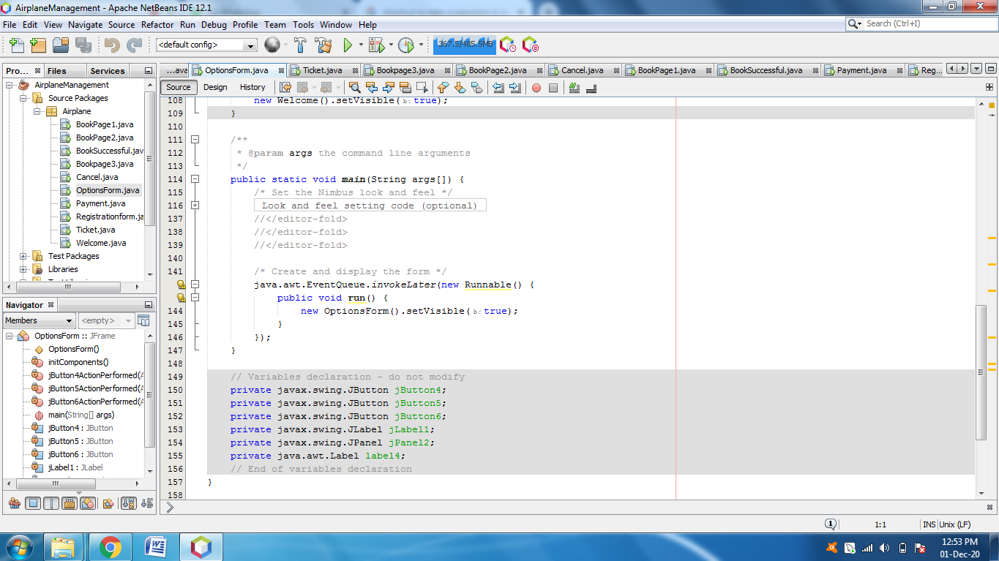 AirplaneManagement - Apache NetBeans IDE 12.1
File Edit View Navigate Source Refactor Run Debug Profile Team Tools Window Help
Search (Ctrl+I)
<default config>
367.5/485.5MB
Pro... Files Services
...ava OptionsForm.java Ticket.java Bookpage3.java BookPage2.java Cancel.java BookPage1.java BookSuccessful.java Payment.java Reg...
Source Design History
AirplaneManagement
Source Packages
Airplane
BookPage1.java
BookPage2.java
BookSuccessful.jav
Bookpage3.java
Cancel.java
OptionsForm.java
Payment.java
Registrationform.ja
Ticket.java
Welcome.java
Test Packages
Libraries
Navigator
Members <empty>
OptionsForm :: JFrame
OptionsForm()
initComponents()
jButton4ActionPerformed(A
jButton5ActionPerformed(A
jButton6ActionPerformed(A
main(String[] args)
jButton4 : JButton
jButton5 : JButton
jButton6 : JButton
jLabel1 : JLabel
108 new Welcome().setVisible(b:true);
109 }
110
111 /**
112 * @param args the command line arguments
113 */
114 public static void main(String args[]) {
115 /* Set the Nimbus look and feel */
116 Look and feel setting code (optional)
137 //</editor-fold>
138 //</editor-fold>
139 //</editor-fold>
140
141 /* Create and display the form */
java.awt.EventQueue.invokeLater(new Runnable() {
public void run() {
144 new OptionsForm().setVisible(b:true);
145 }
146 });
147 }
148
149 // Variables declaration - do not modify
150 private javax.swing.JButton jButton4;
151 private javax.swing.JButton jButton5;
152 private javax.swing.JButton jButton6;
153 private javax.swing.JLabel jLabel1;
154 private javax.swing.JPanel jPanel2;
155 private java.awt.Label label4;
156 // End of variables declaration
157 }
158
1 1:1 INS Unix (LF)
12:53 PM
01-Dec-20